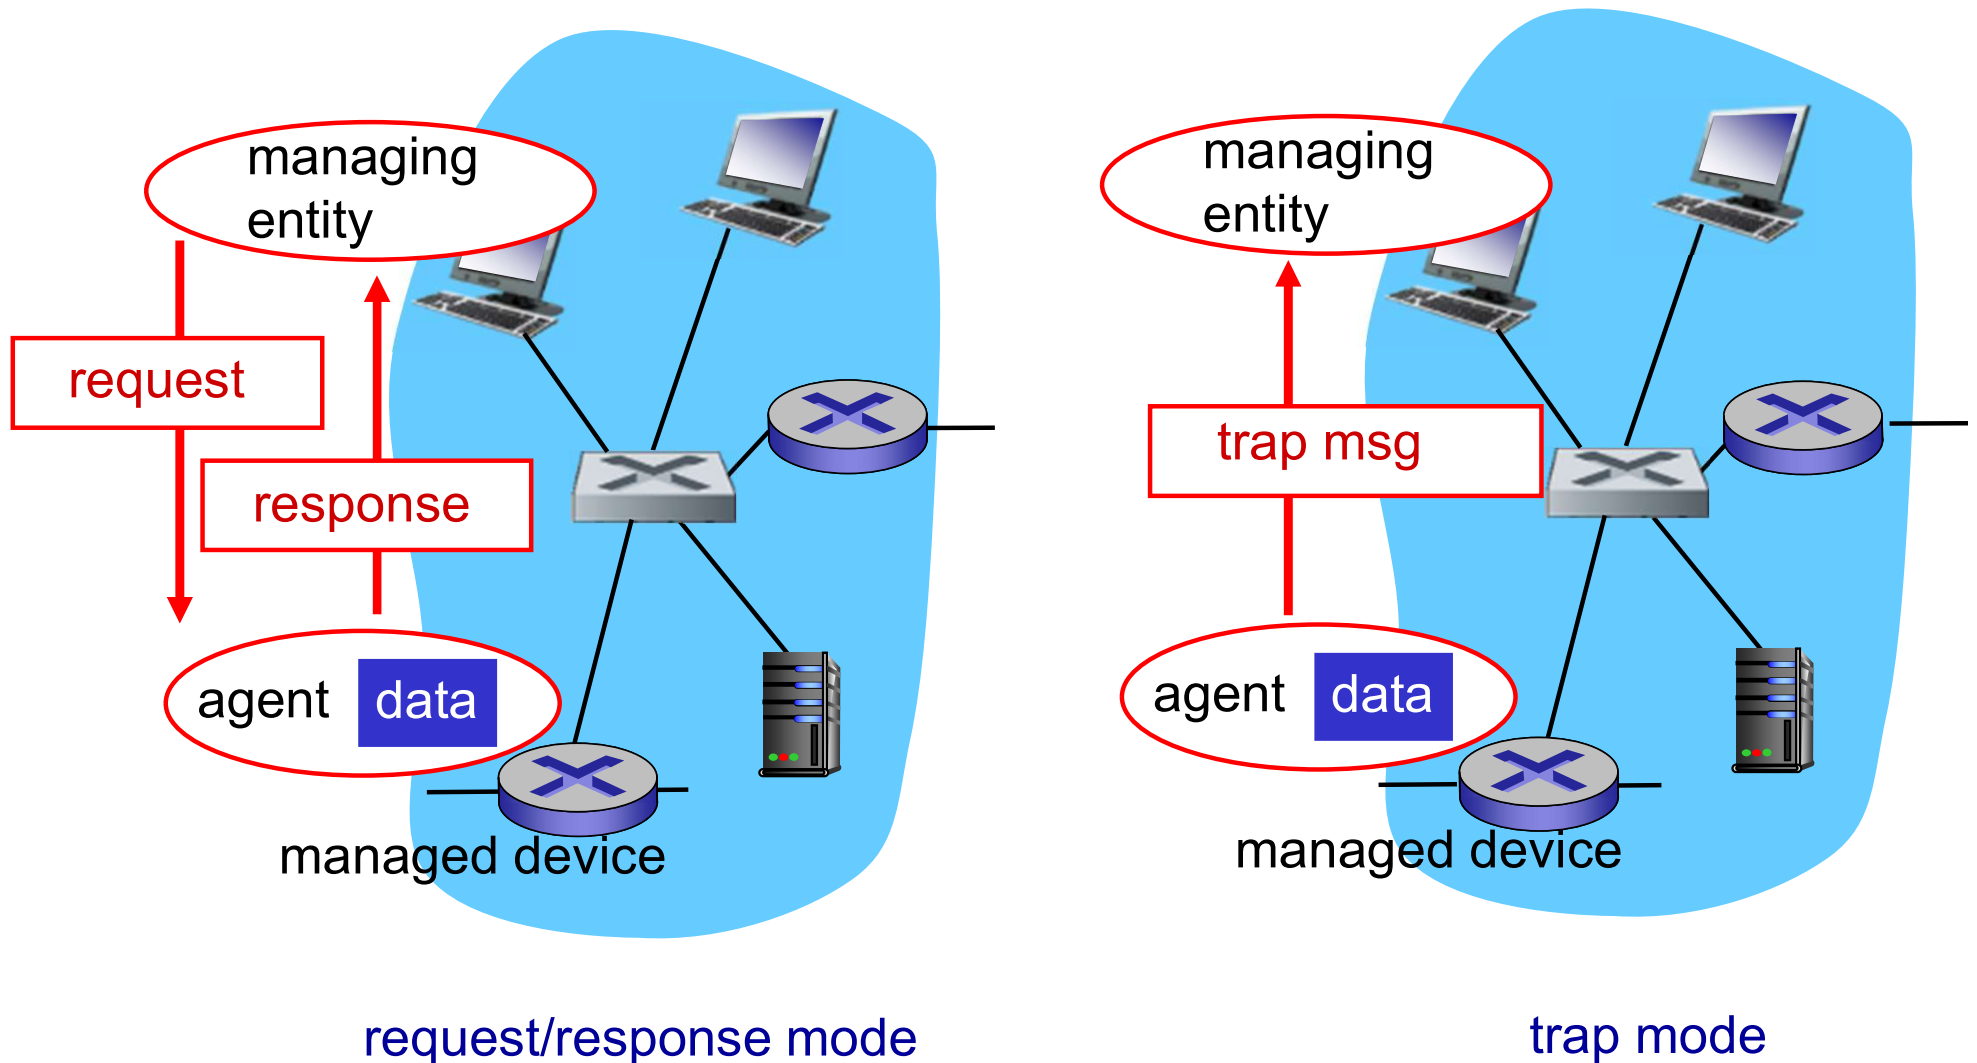 managing
entity
request
response
agent
data
managed device
request/response mode
managing
entity
trap msg
agent
data
managed device
trap mode